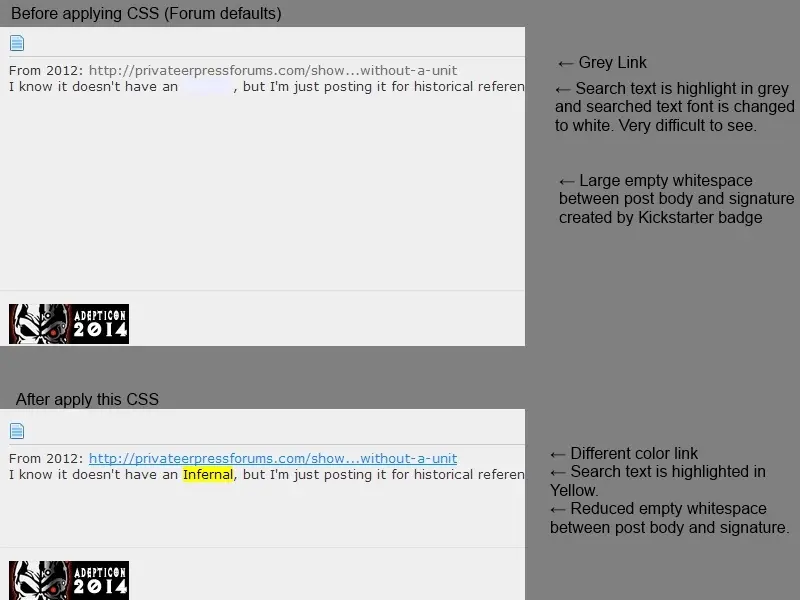 Before applying CSS (Forum defaults)
From 2012: http://privateerpressforums.com/show...without-a-unit
← Grey Link
I know it doesn't have an , but I'm just posting it for historical referen
← Search text is highlight in grey
and searched text font is changed
to white. Very difficult to see.
← Large empty whitespace
between post body and signature
created by Kickstarter badge
ADEPTICON
2014
After apply this CSS
From 2012: http://privateerpressforums.com/show...without-a-unit
I know it doesn't have an Infernal, but I'm just posting it for historical referen
← Different color link
← Search text is highlighted in
Yellow.
← Reduced empty whitespace
between post body and signature.
ADEPTICON
2014